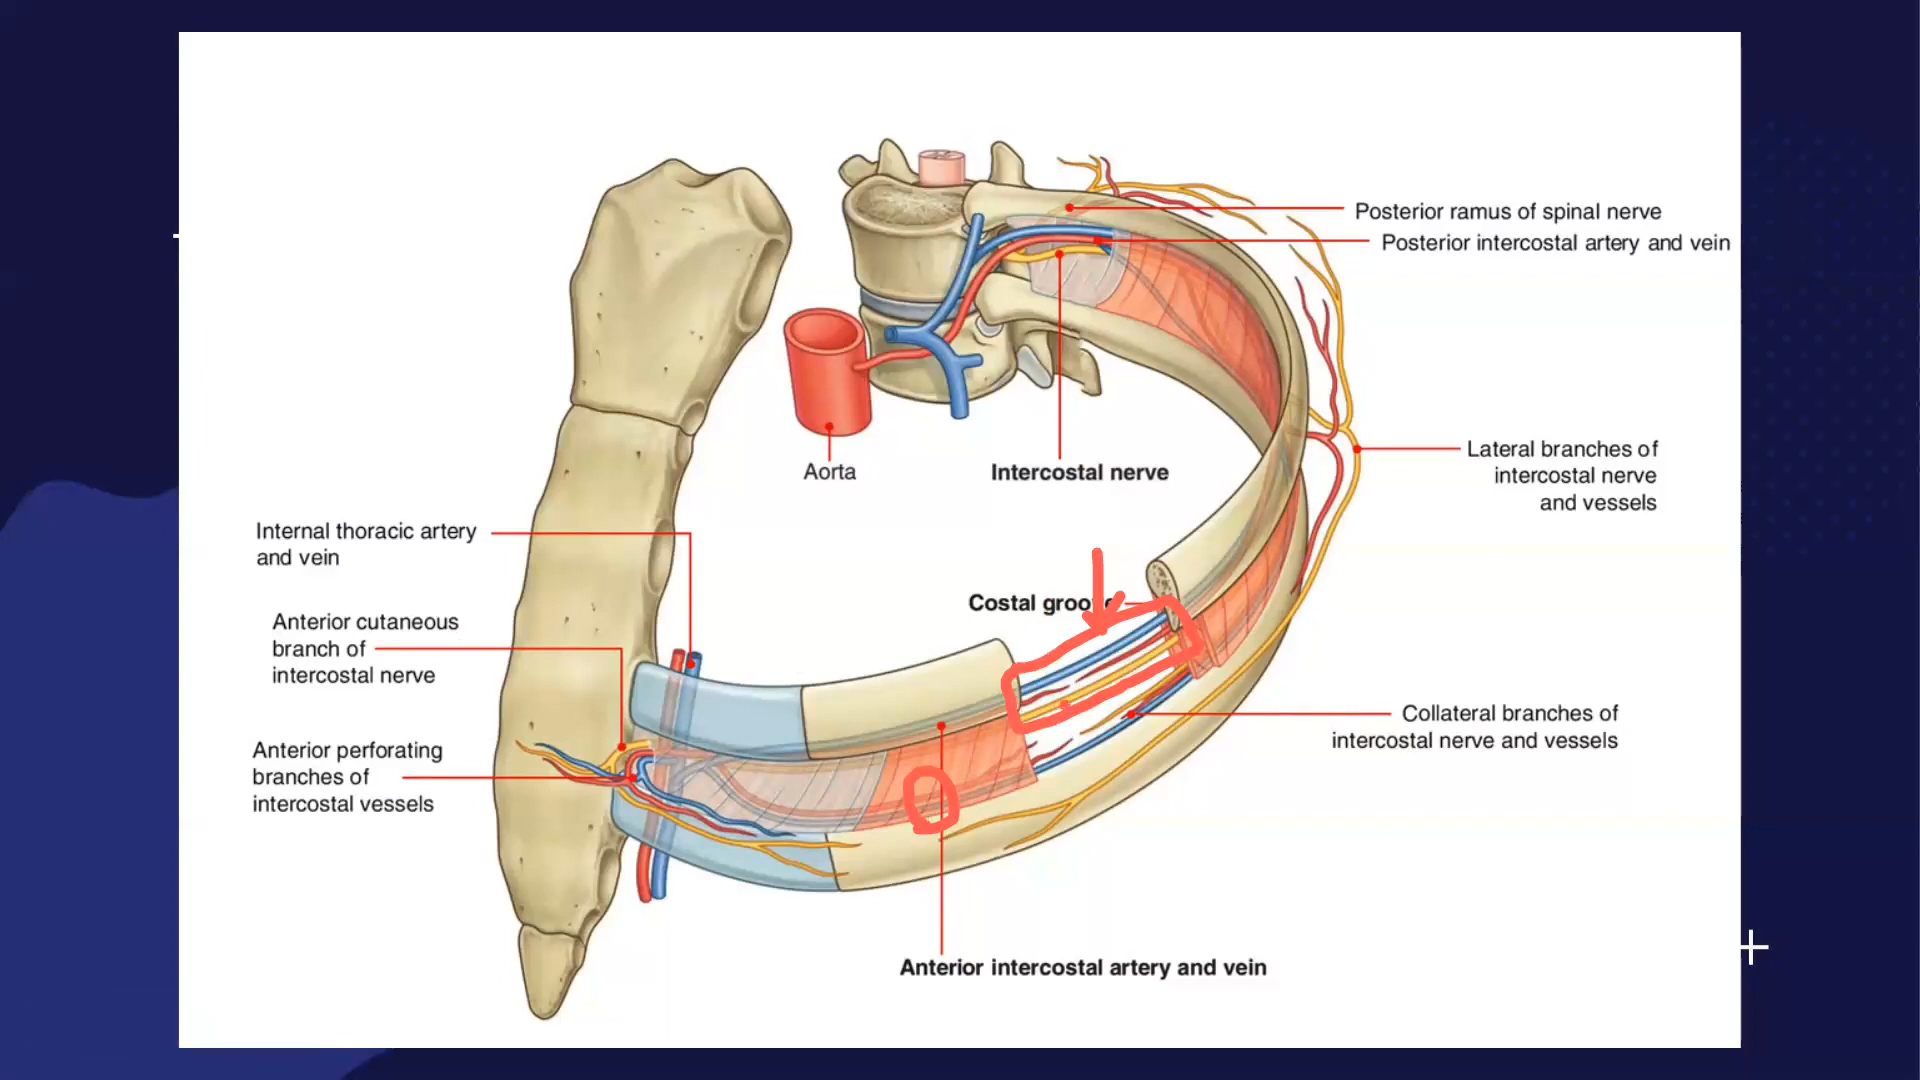 Posterior ramus of spinal nerve
Posterior intercostal artery and vein
Aorta
Intercostal nerve
Lateral branches of
intercostal nerve
and vessels
Internal thoracic artery
and vein
Costal groove
Anterior cutaneous
branch of
intercostal nerve
Collateral branches of
intercostal nerve and vessels
Anterior perforating
branches of
intercostal vessels
Anterior intercostal artery and vein